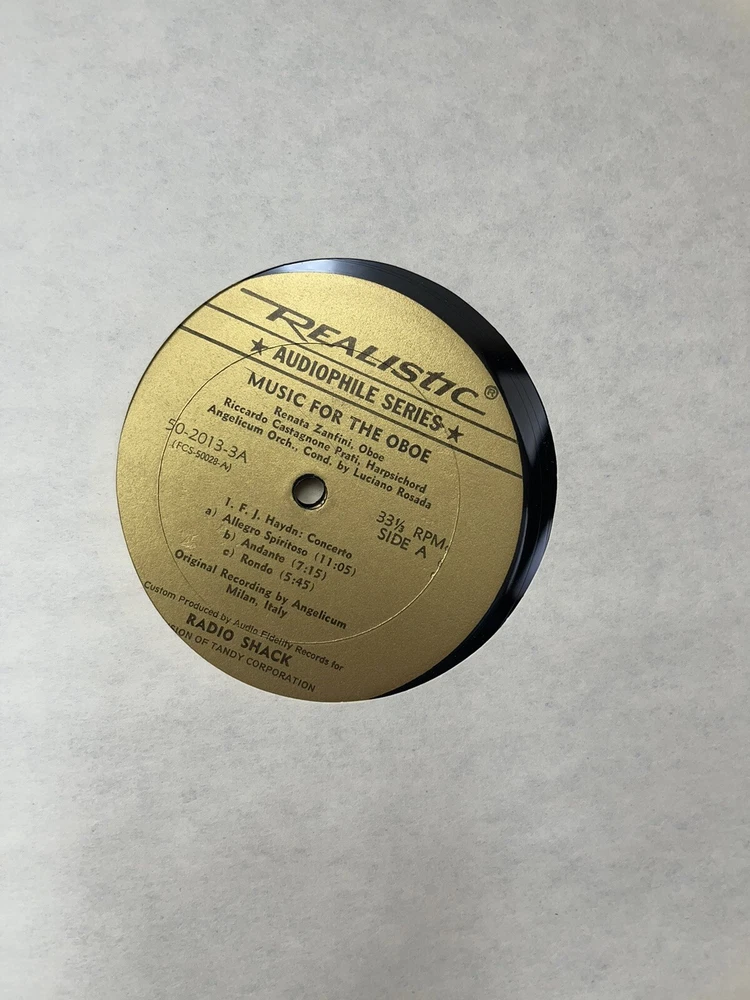 REALISTIC®
★ AUDIOPHILE SERIES ★
MUSIC FOR THE OBOE
Renata Zanfini, Oboe
Riccardo Castagnone Prati, Harpsichord
Angelicum Orch., Cond. by Luciano Rosada
50-2013-3A
(FCS-50028-A)
33⅓ RPM
SIDE A
1. F. J. Haydn: Concerto
a) Allegro Spiritoso (11:05)
b) Andante (7:15)
c) Rondo (5:45)
Original Recording by Angelicum
Milan, Italy
Custom Produced by Audio Fidelity Records for
RADIO SHACK
SION OF TANDY CORPORATION